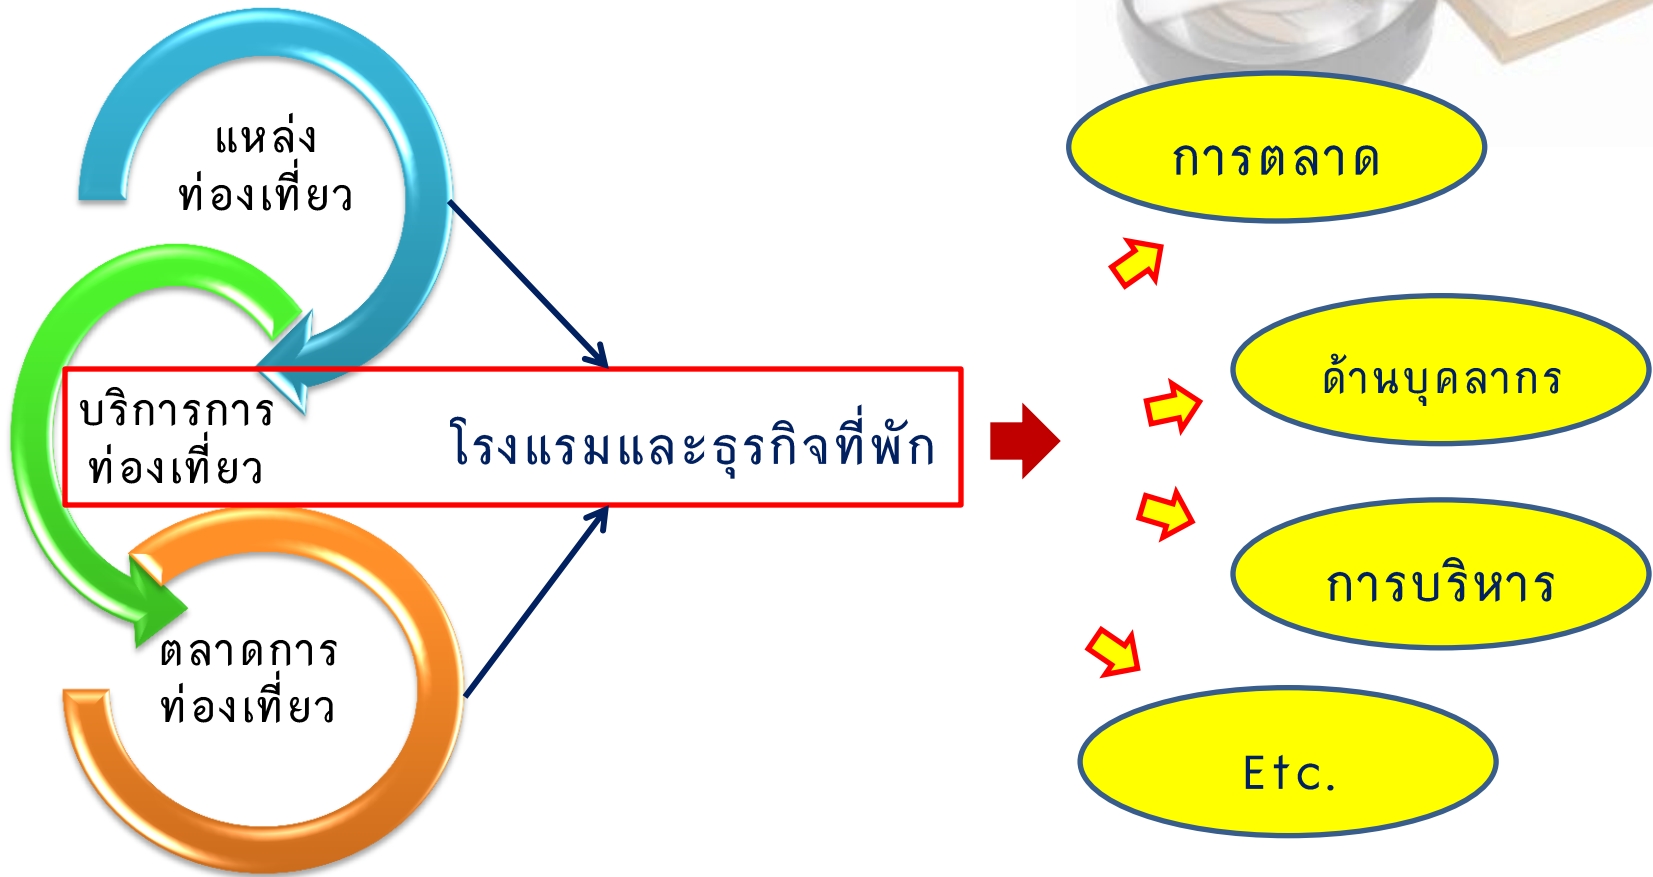 แหล่ง
ท่องเที่ยว
บริการการ
ท่องเที่ยว
ตลาดการ
ท่องเที่ยว
โรงแรมและธุรกิจที่พัก
การตลาด
ด้านบุคลากร
การบริหาร
Etc.